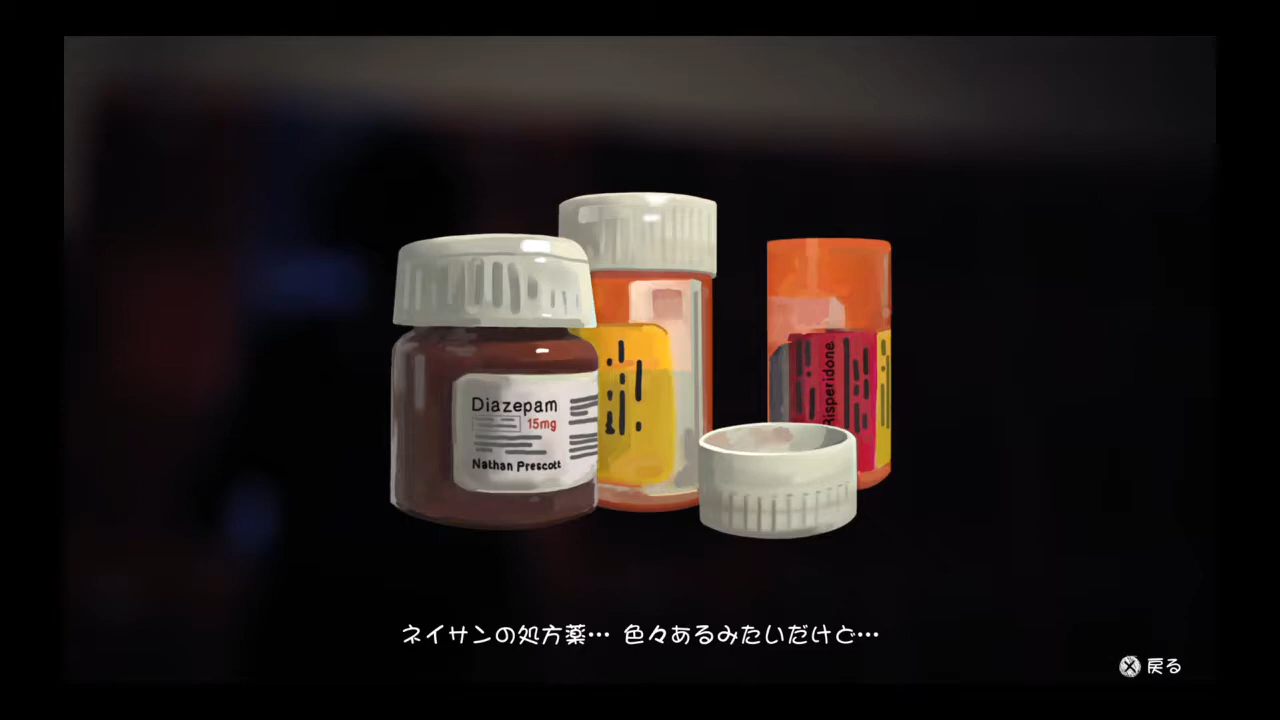 Diazepam
15mg
Nathan Prescott
Risperidone
ネイサンの処方薬… 色々あるみたいだけど…
戻る